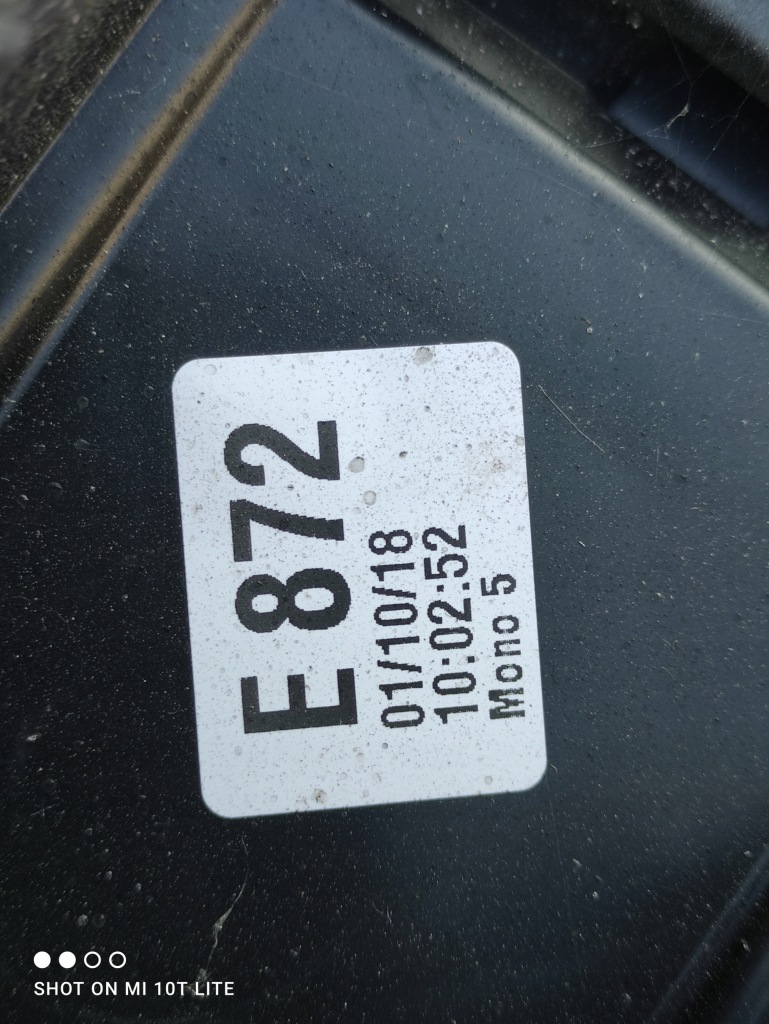 E 872
01/10/18
10:02:52
Mono 5
SHOT ON MI 10T LITE